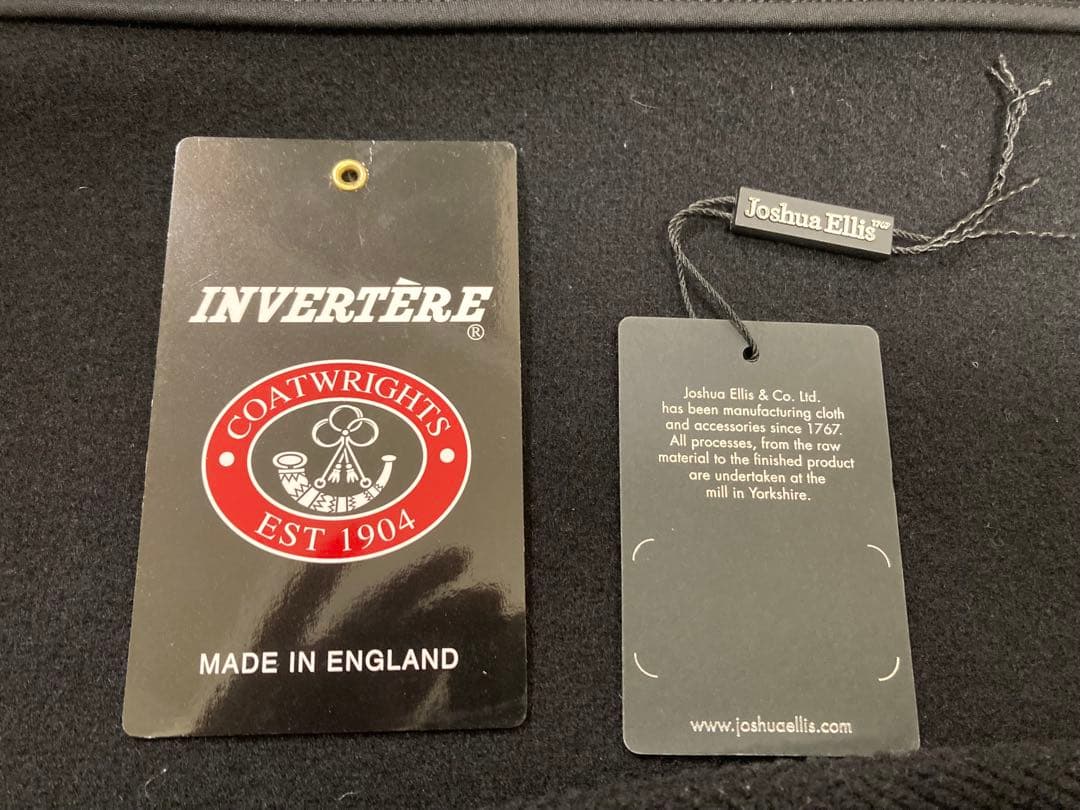 INVERTÈRE
®
COATWRIGHTS
EST 1904
MADE IN ENGLAND
Joshua Ellis 1767
Joshua Ellis & Co. Ltd.
has been manufacturing cloth
and accessories since 1767.
All processes, from the raw
material to the finished product
are undertaken at the
mill in Yorkshire.
www.joshuaellis.com